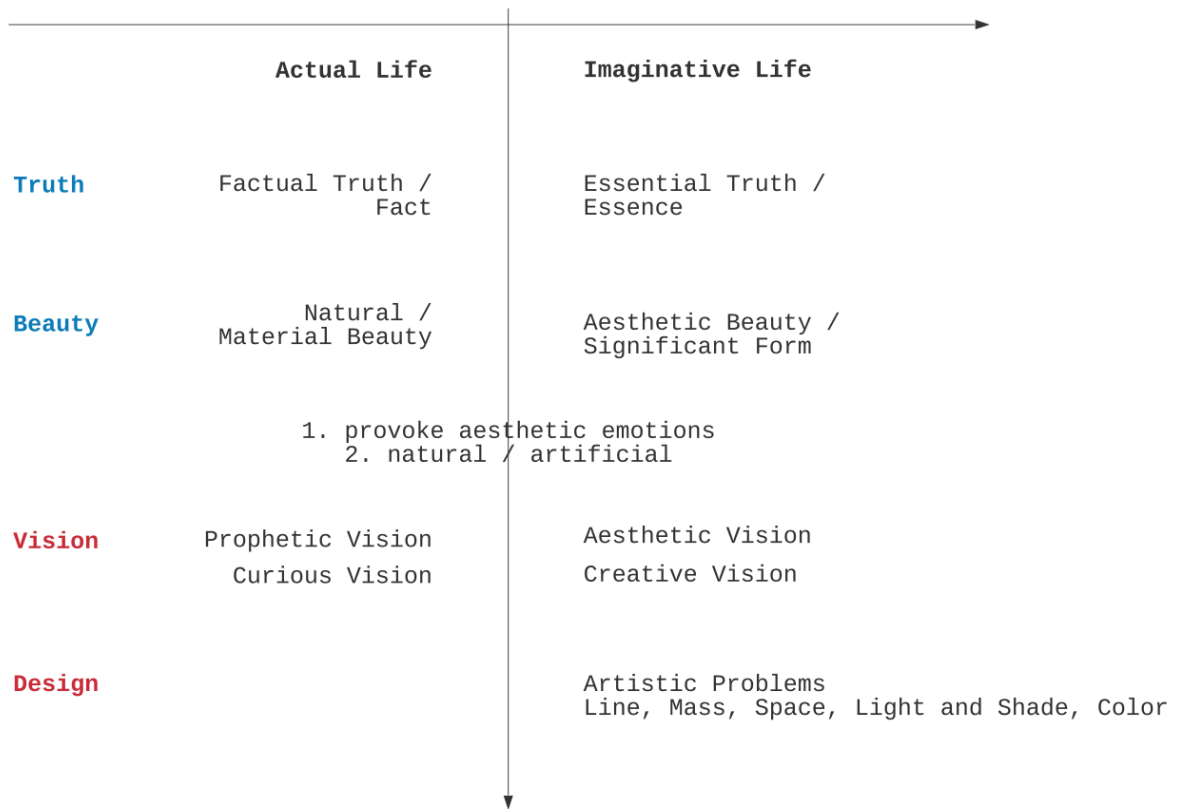 Actual Life
Imaginative Life
Truth
Factual Truth /
Fact
Essential Truth /
Essence
Beauty
Natural /
Material Beauty
Aesthetic Beauty /
Significant Form
1. provoke aesthetic emotions
2. natural / artificial
Vision
Prophetic Vision
Curious Vision
Aesthetic Vision
Creative Vision
Design
Artistic Problems
Line, Mass, Space, Light and Shade, Color